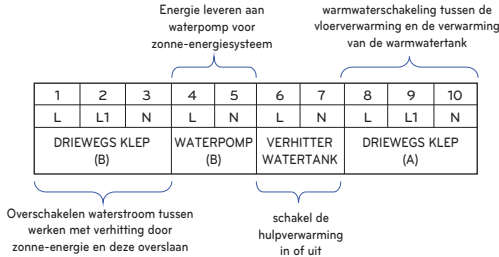 Energie leveren aan
waterpomp voor
zonne-energiesysteem
warmwaterschakeling tussen de
vloerverwarming en de verwarming
van de warmwatertank
1 2 3 4 5 6 7 8 9 10
L L1 N L N L N L L1 N
DRIEWEGS KLEP
(B)
WATERPOMP
(B)
VERHITTER
WATERTANK
DRIEWEGS KLEP
(A)
Overschakelen waterstroom tussen
werken met verhitting door
zonne-energie en deze overslaan
schakel de
hulpverwarming
in of uit